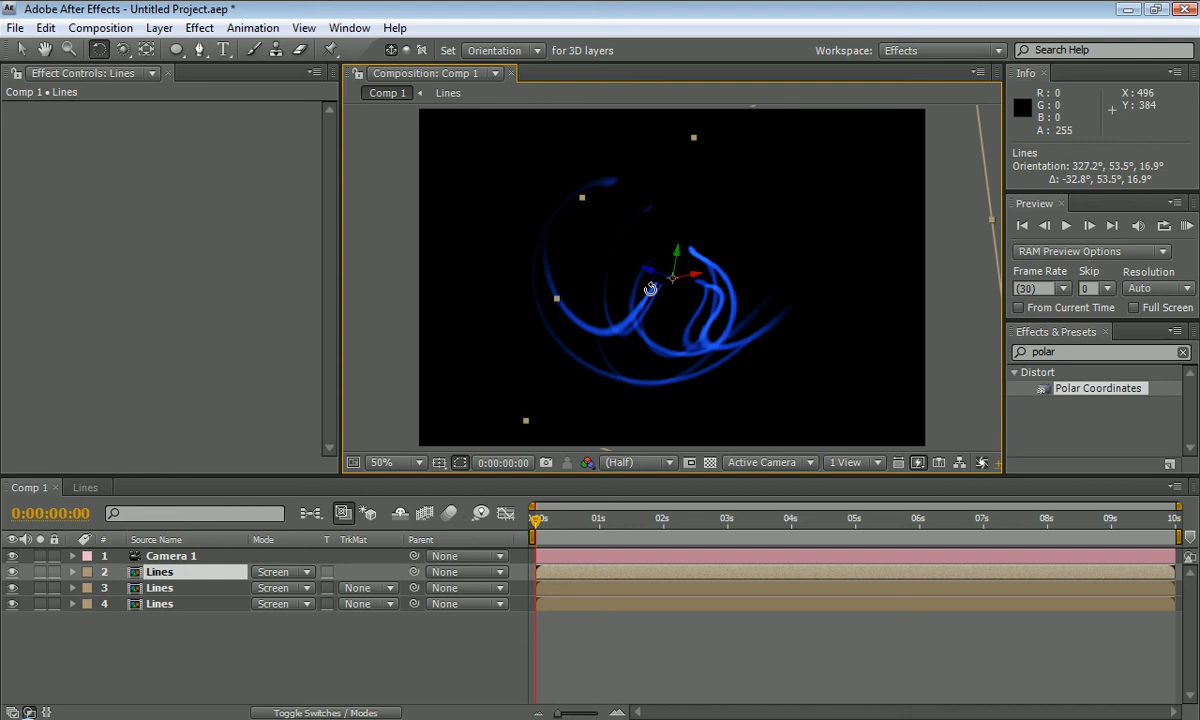 Adobe After Effects - Untitled Project.aep *
File Edit Composition Layer Effect Animation View Window Help
Set Orientation for 3D layers Workspace: Effects Search Help
Effect Controls: Lines
Comp 1 • Lines
Composition: Comp 1
Comp 1 Lines
Info
R : 0 X : 496
G : 0 Y : 384
B : 0
A : 255
Lines
Orientation: 327.2°, 53.5°, 16.9°
Δ: -32.8°, 53.5°, 16.9°
Preview
RAM Preview Options
Frame Rate Skip Resolution
(30) 0 Auto
From Current Time Full Screen
Effects & Presets
polar
Distort
Polar Coordinates
50% 0:00:00:00 (Half) Active Camera 1 View
Comp 1 Lines
0:00:00:00
01s 02s 03s 04s 05s 06s 07s 08s 09s 10s
# Source Name Mode T TrkMat Parent
1 Camera 1 None
2 Lines Screen None
3 Lines Screen None None
4 Lines Screen None None
Toggle Switches / Modes